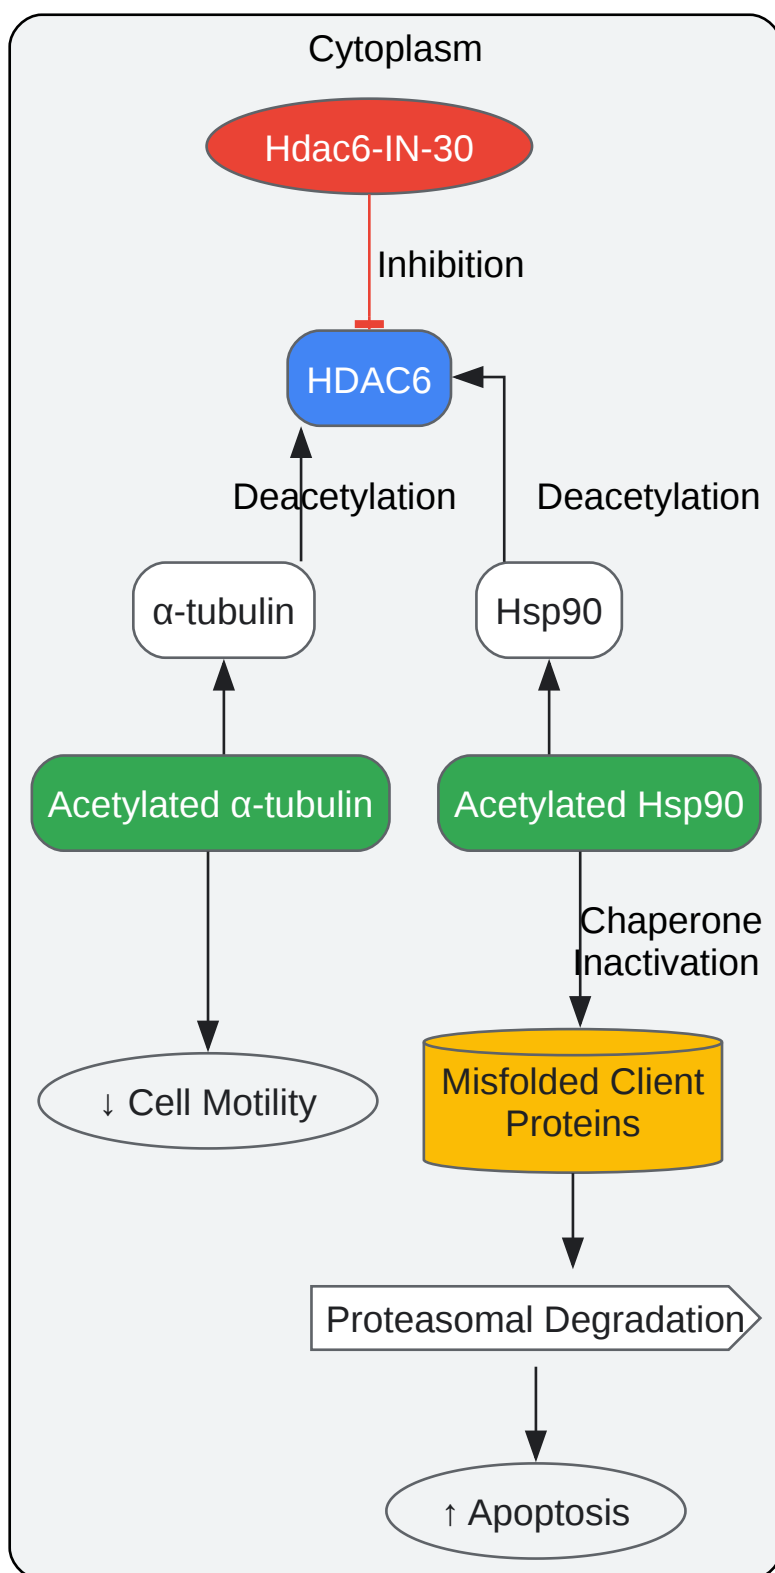 Cytoplasm
Hdac6-IN-30
Inhibition
HDAC6
Deacetylation
Deacetylation
α-tubulin
Hsp90
Acetylated α-tubulin
Acetylated Hsp90
Chaperone
Inactivation
Misfolded Client
Proteins
↓ Cell Motility
Proteasomal Degradation
↑ Apoptosis